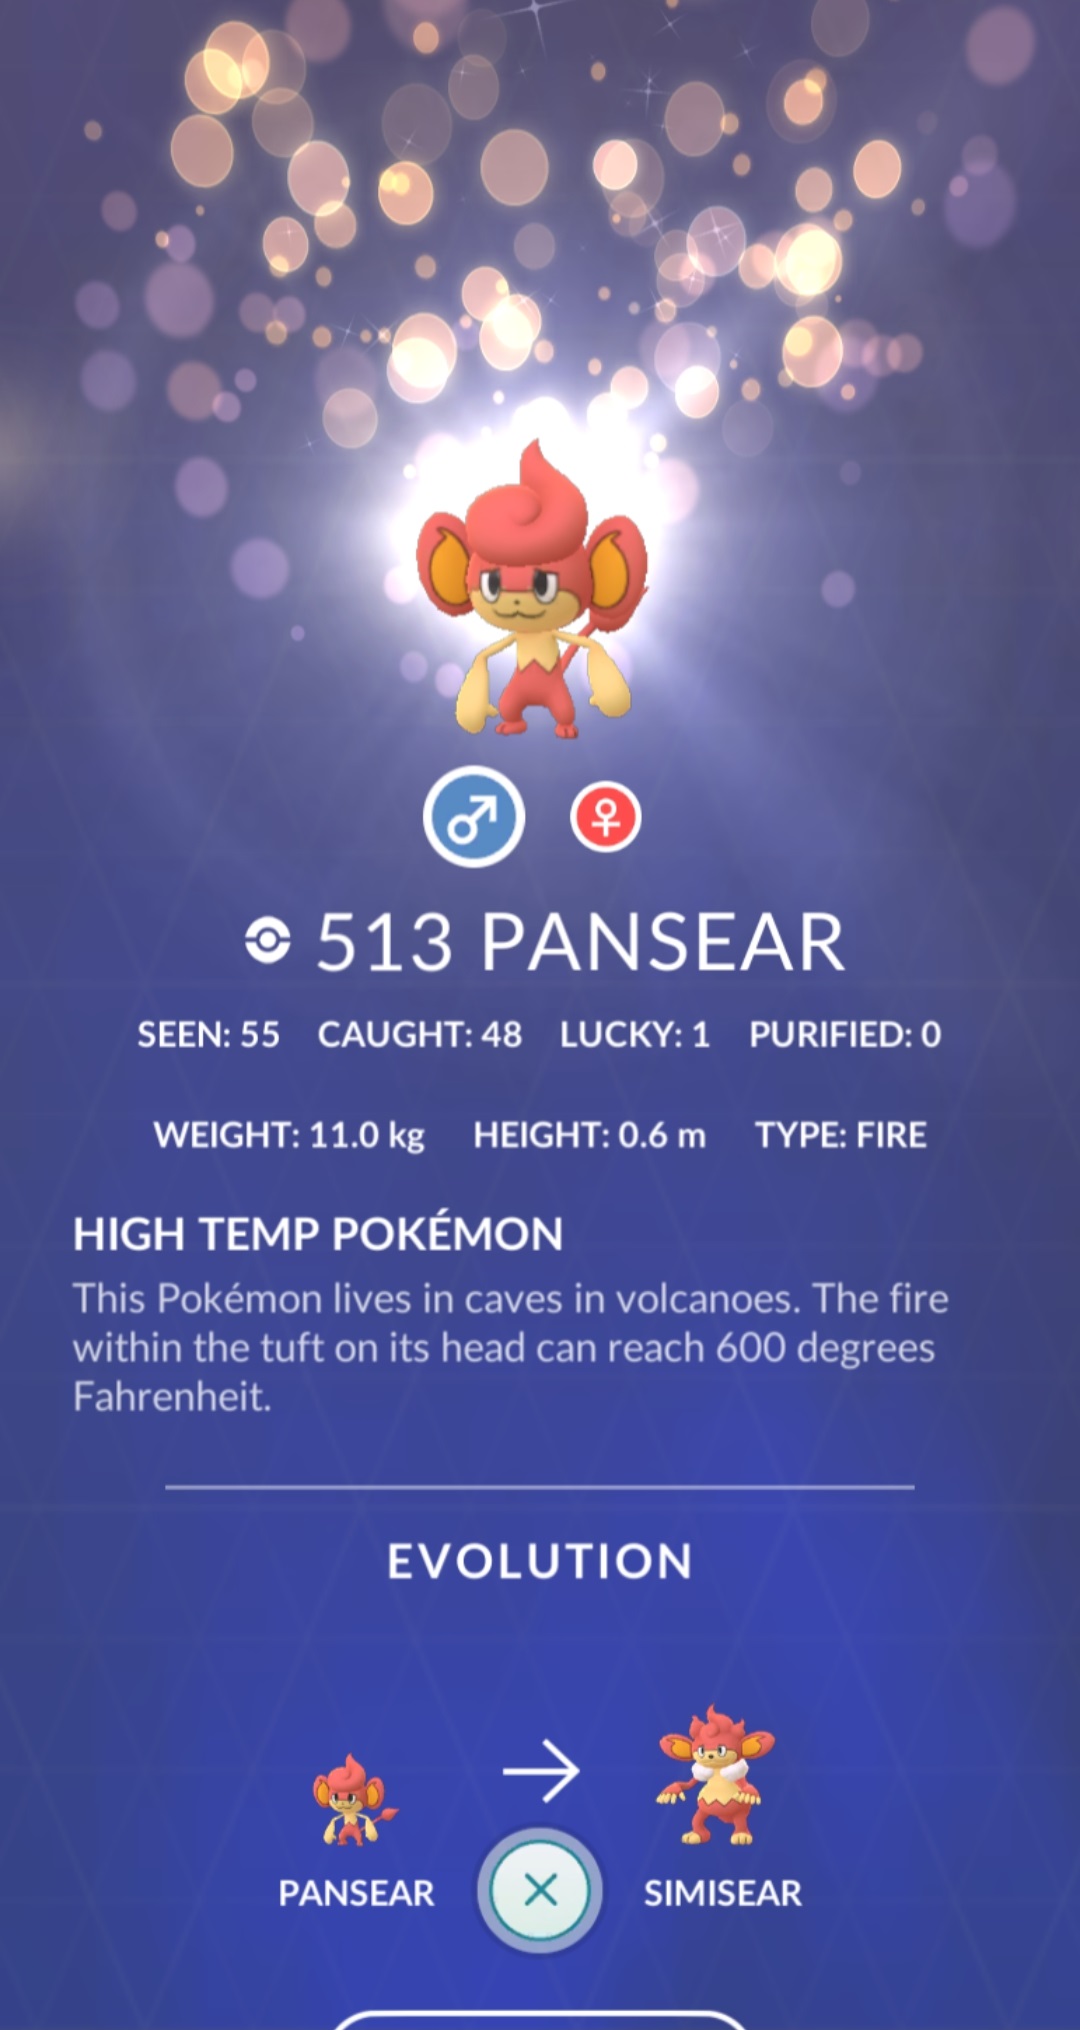 513 PANSEAR
SEEN: 55 CAUGHT: 48 LUCKY: 1 PURIFIED: 0
WEIGHT: 11.0 kg HEIGHT: 0.6 m TYPE: FIRE
HIGH TEMP POKÉMON
This Pokémon lives in caves in volcanoes. The fire
within the tuft on its head can reach 600 degrees
Fahrenheit.
EVOLUTION
PANSEAR SIMISEAR